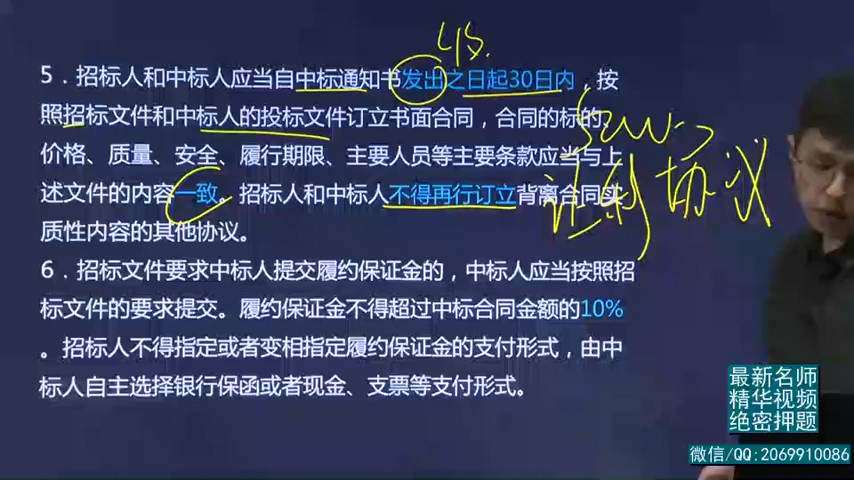 5．招标人和中标人应当自中标通知书发出之日起30日内，按
照招标文件和中标人的投标文件订立书面合同，合同的标的、
价格、质量、安全、履行期限、主要人员等主要条款应当与上
述文件的内容一致。招标人和中标人不得再行订立背离合同实
质性内容的其他协议。
6．招标文件要求中标人提交履约保证金的，中标人应当按照招
标文件的要求提交。履约保证金不得超过中标合同金额的10%
。招标人不得指定或者变相指定履约保证金的支付形式，由中
标人自主选择银行保函或者现金、支票等支付形式。
让利协议
最新名师
精华视频
绝密押题
微信/QQ:2069910086